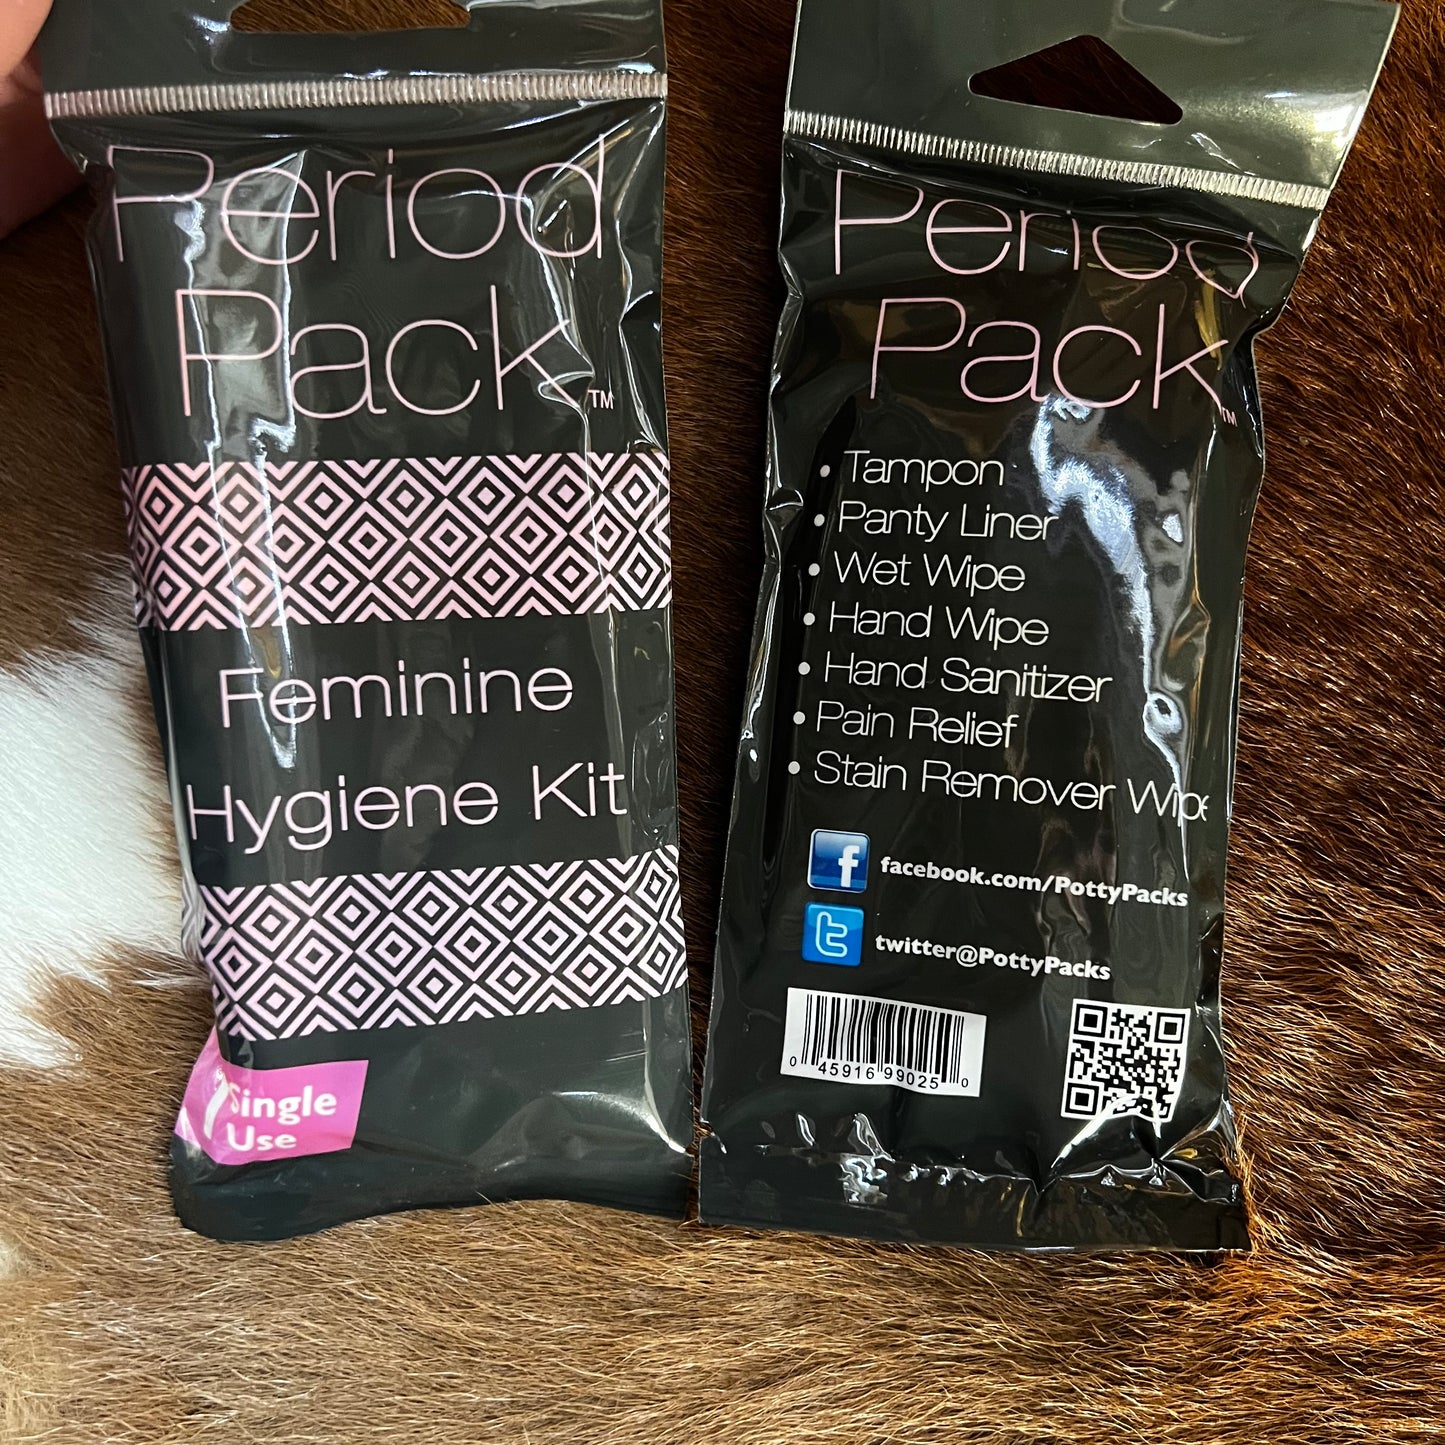 Period
Pack
TM
Feminine
Hygiene Kit
Single
Use
Period
Pack
TM
• Tampon
• Panty Liner
• Wet Wipe
• Hand Wipe
• Hand Sanitizer
• Pain Relief
• Stain Remover Wipe
f facebook.com/PottyPacks
t twitter@PottyPacks
0 45916 99025 0